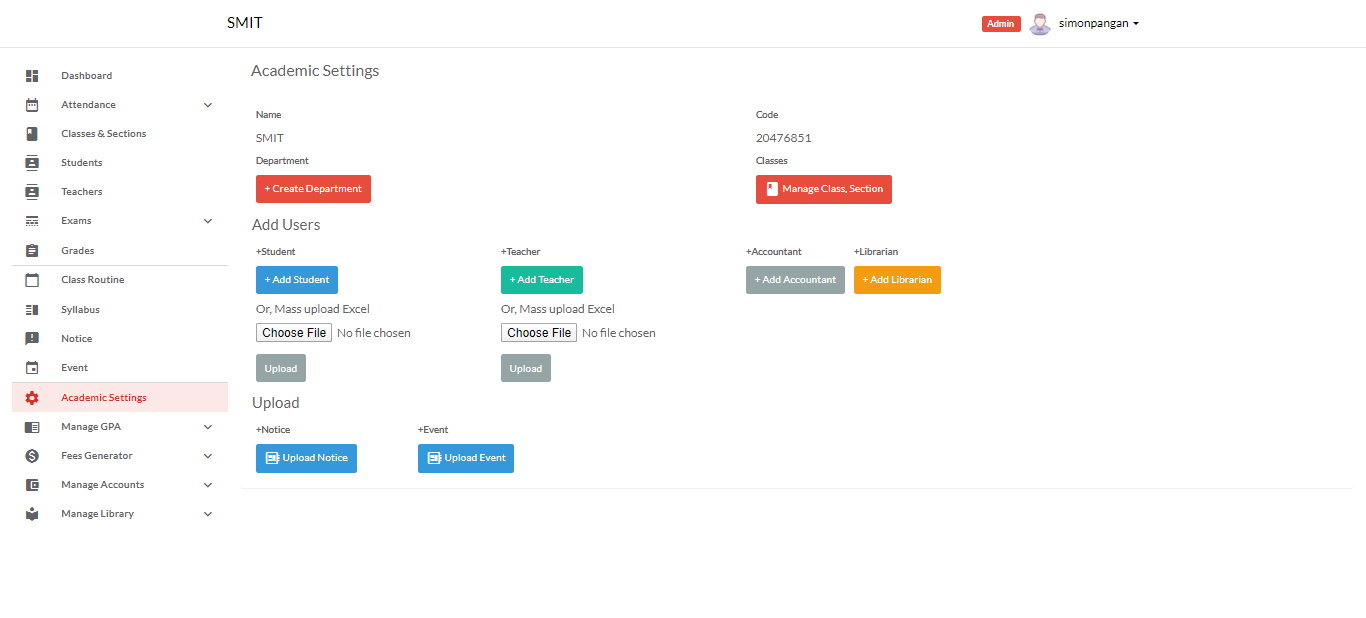 SMIT
Admin simonpangan
Dashboard
Attendance
Classes & Sections
Students
Teachers
Exams
Grades
Class Routine
Syllabus
Notice
Event
Academic Settings
Manage GPA
Fees Generator
Manage Accounts
Manage Library
Academic Settings
Name Code
SMIT 20476851
Department Classes
+ Create Department Manage Class, Section
Add Users
+Student +Teacher +Accountant +Librarian
+ Add Student + Add Teacher + Add Accountant + Add Librarian
Or, Mass upload Excel Or, Mass upload Excel
Choose File No file chosen Choose File No file chosen
Upload Upload
Upload
+Notice +Event
Upload Notice Upload Event